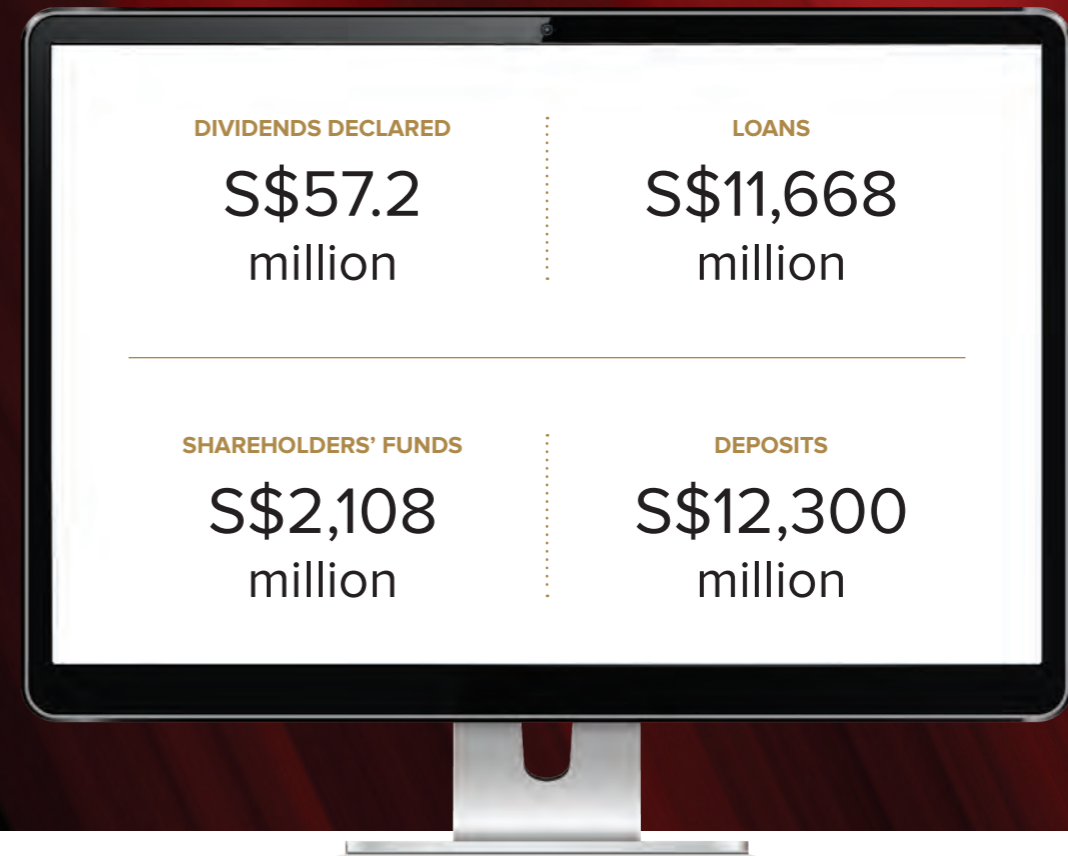 DIVIDENDS DECLARED
S$57.2
million
LOANS
S$11,668
million
SHAREHOLDERS’ FUNDS
S$2,108
million
DEPOSITS
S$12,300
million